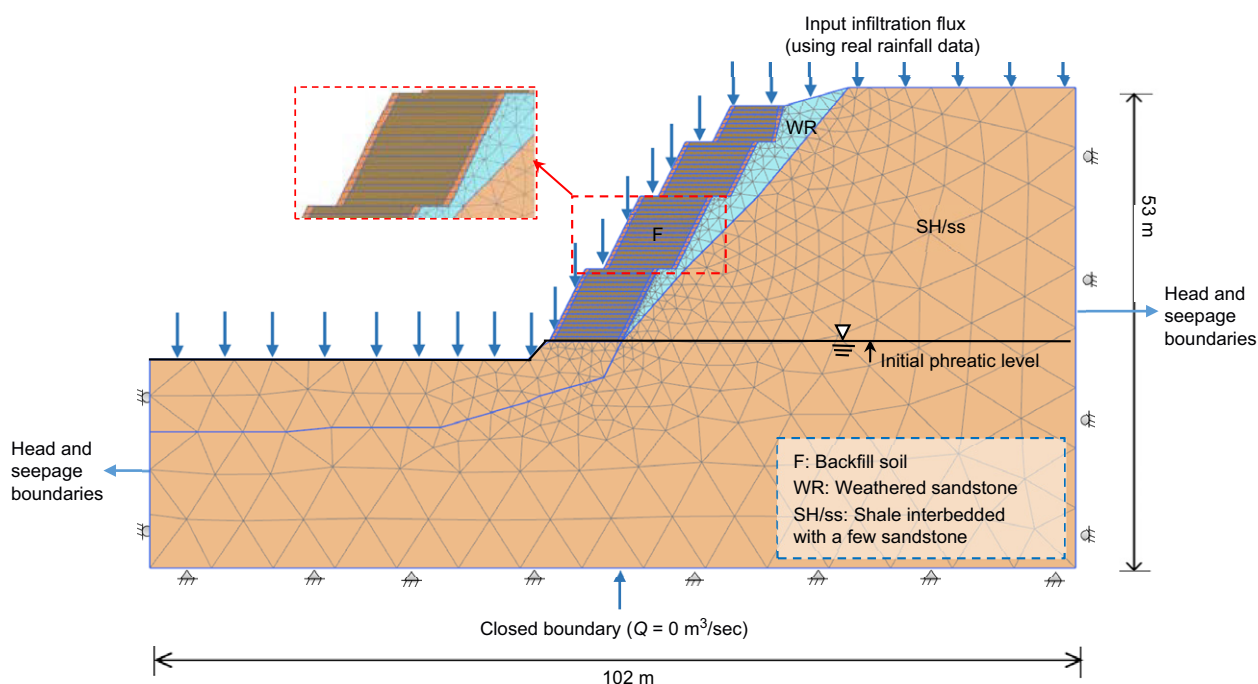 Input infiltration flux
(using real rainfall data)
WR
F
SH/ss
53 m
Head and
seepage
boundaries
Initial phreatic level
Head and
seepage
boundaries
F: Backfill soil
WR: Weathered sandstone
SH/ss: Shale interbedded
with a few sandstone
Closed boundary (Q = 0 m³/sec)
102 m